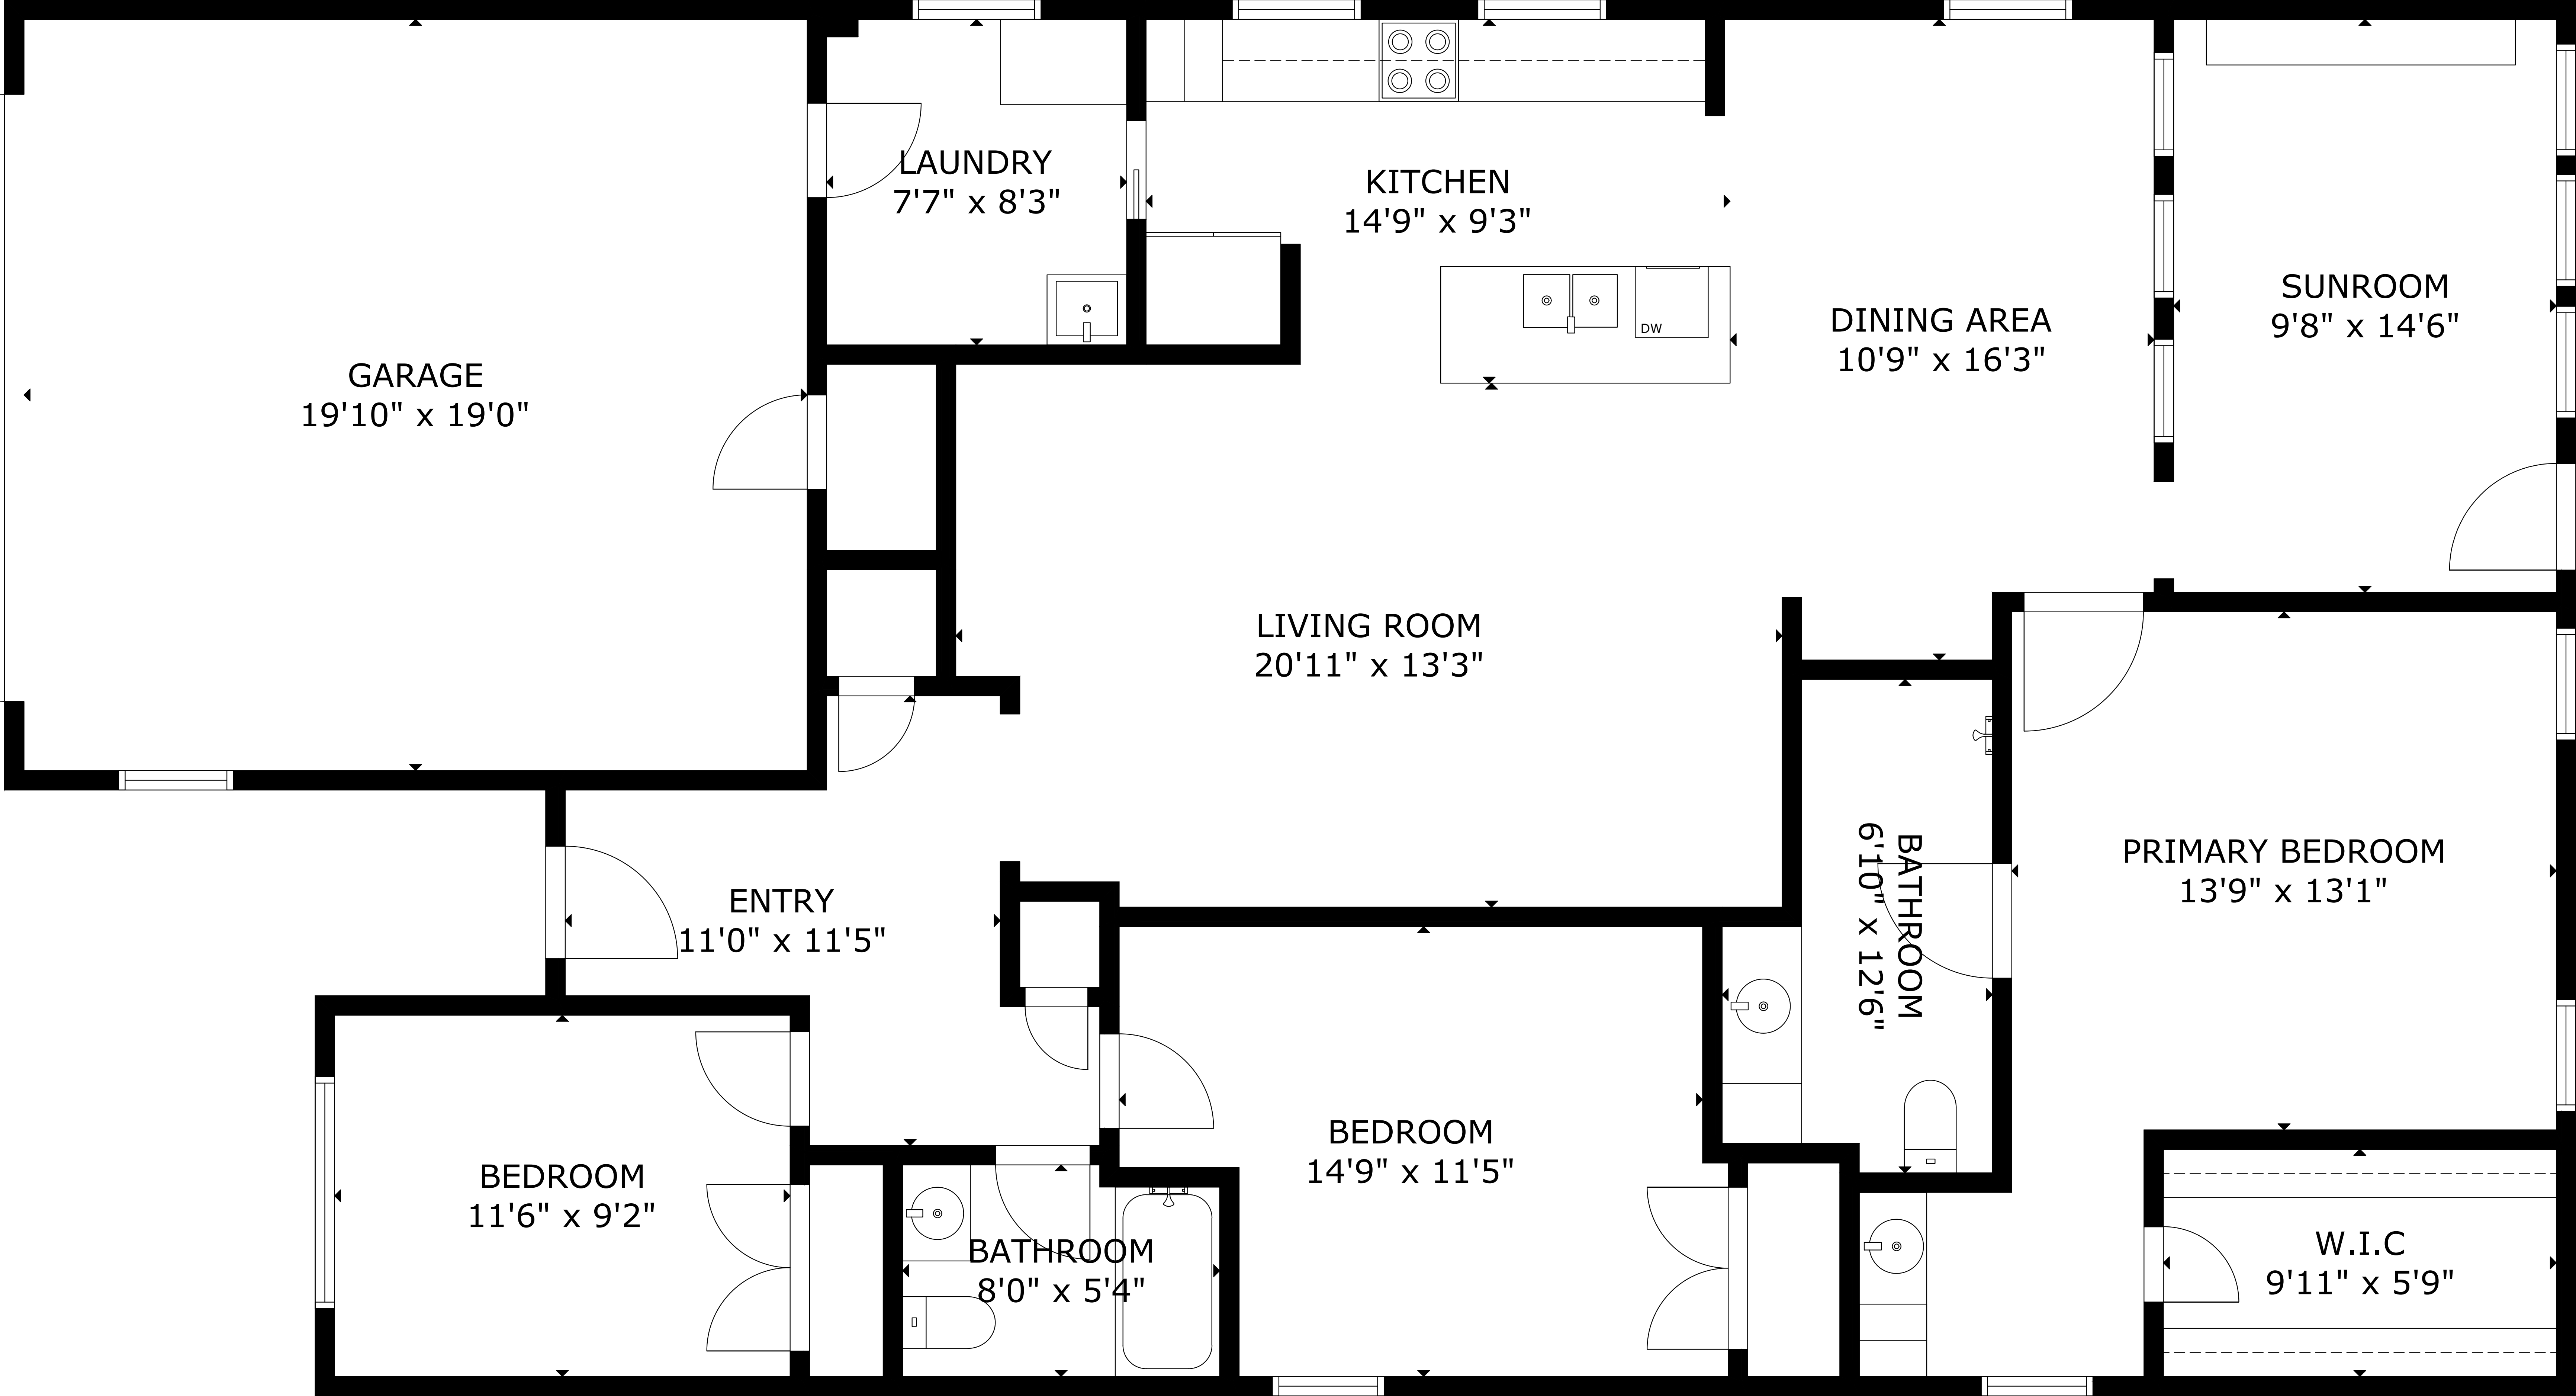 LAUNDRY
7'7" x 8'3"
KITCHEN
14'9" x 9'3"
DW
SUNROOM
9'8" x 14'6"
DINING AREA
10'9" x 16'3"
GARAGE
19'10" x 19'0"
LIVING ROOM
20'11" x 13'3"
BATHROOM
6'10" x 12'6"
PRIMARY BEDROOM
13'9" x 13'1"
ENTRY
11'0" x 11'5"
BEDROOM
14'9" x 11'5"
BEDROOM
11'6" x 9'2"
BATHROOM
8'0" x 5'4"
W.I.C
9'11" x 5'9"